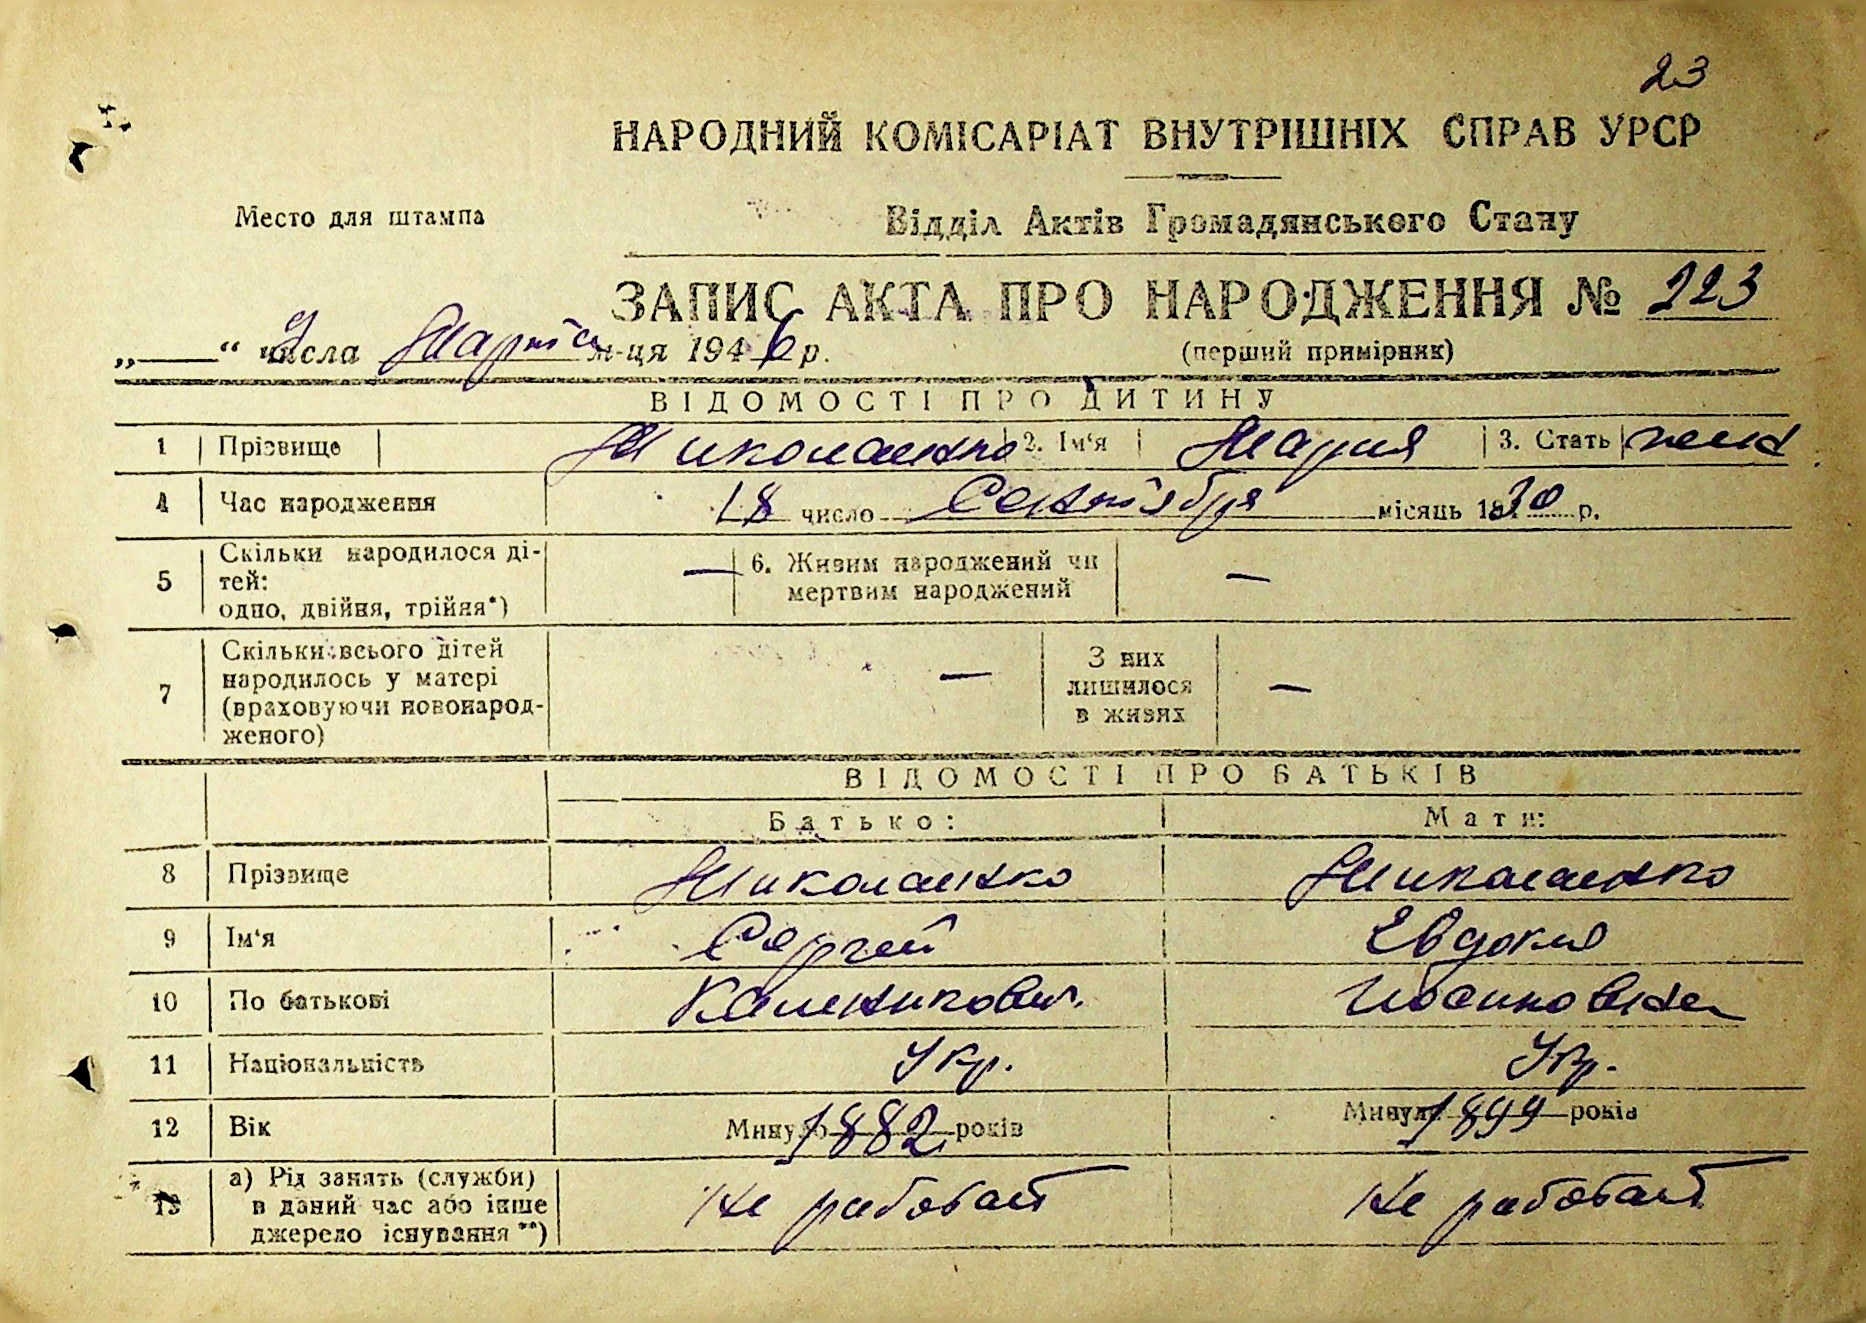 23
НАРОДНИЙ КОМІСАРІАТ ВНУТРІШНІХ СПРАВ УРСР
Место для штампа
Відділ Актів Громадянського Стану
ЗАПИС АКТА ПРО НАРОДЖЕННЯ № 223
„ “ числа Марта м-ця 1946 р.
(перший примірник)
ВІДОМОСТІ ПРО ДИТИНУ
1 Прізвище Николаенко 2. Ім‘я Мария 3. Стать жен
4 Час народження 18 число Сентября місяць 1930 р.
5 Скільки народилося ді-
тей:
одно, двійня, трійня*) — 6. Живим народжений чи
мертвим народжений —
7 Скільки всього дітей
народилось у матері
(враховуючи новонарод-
женого) — З них
лишилося
в живих —
ВІДОМОСТІ ПРО БАТЬКІВ
Батько: Мати:
8 Прізвище Николаенко Николаенко
9 Ім‘я Сергей Евдокия
10 По батькові Каленикович
11 Національність Укр. Укр.
12 Вік Минуло 1882 років Минуло 1899 років
13 а) Рід занять (служби)
в даний час або інше
джерело існування **) Не работает Не работает